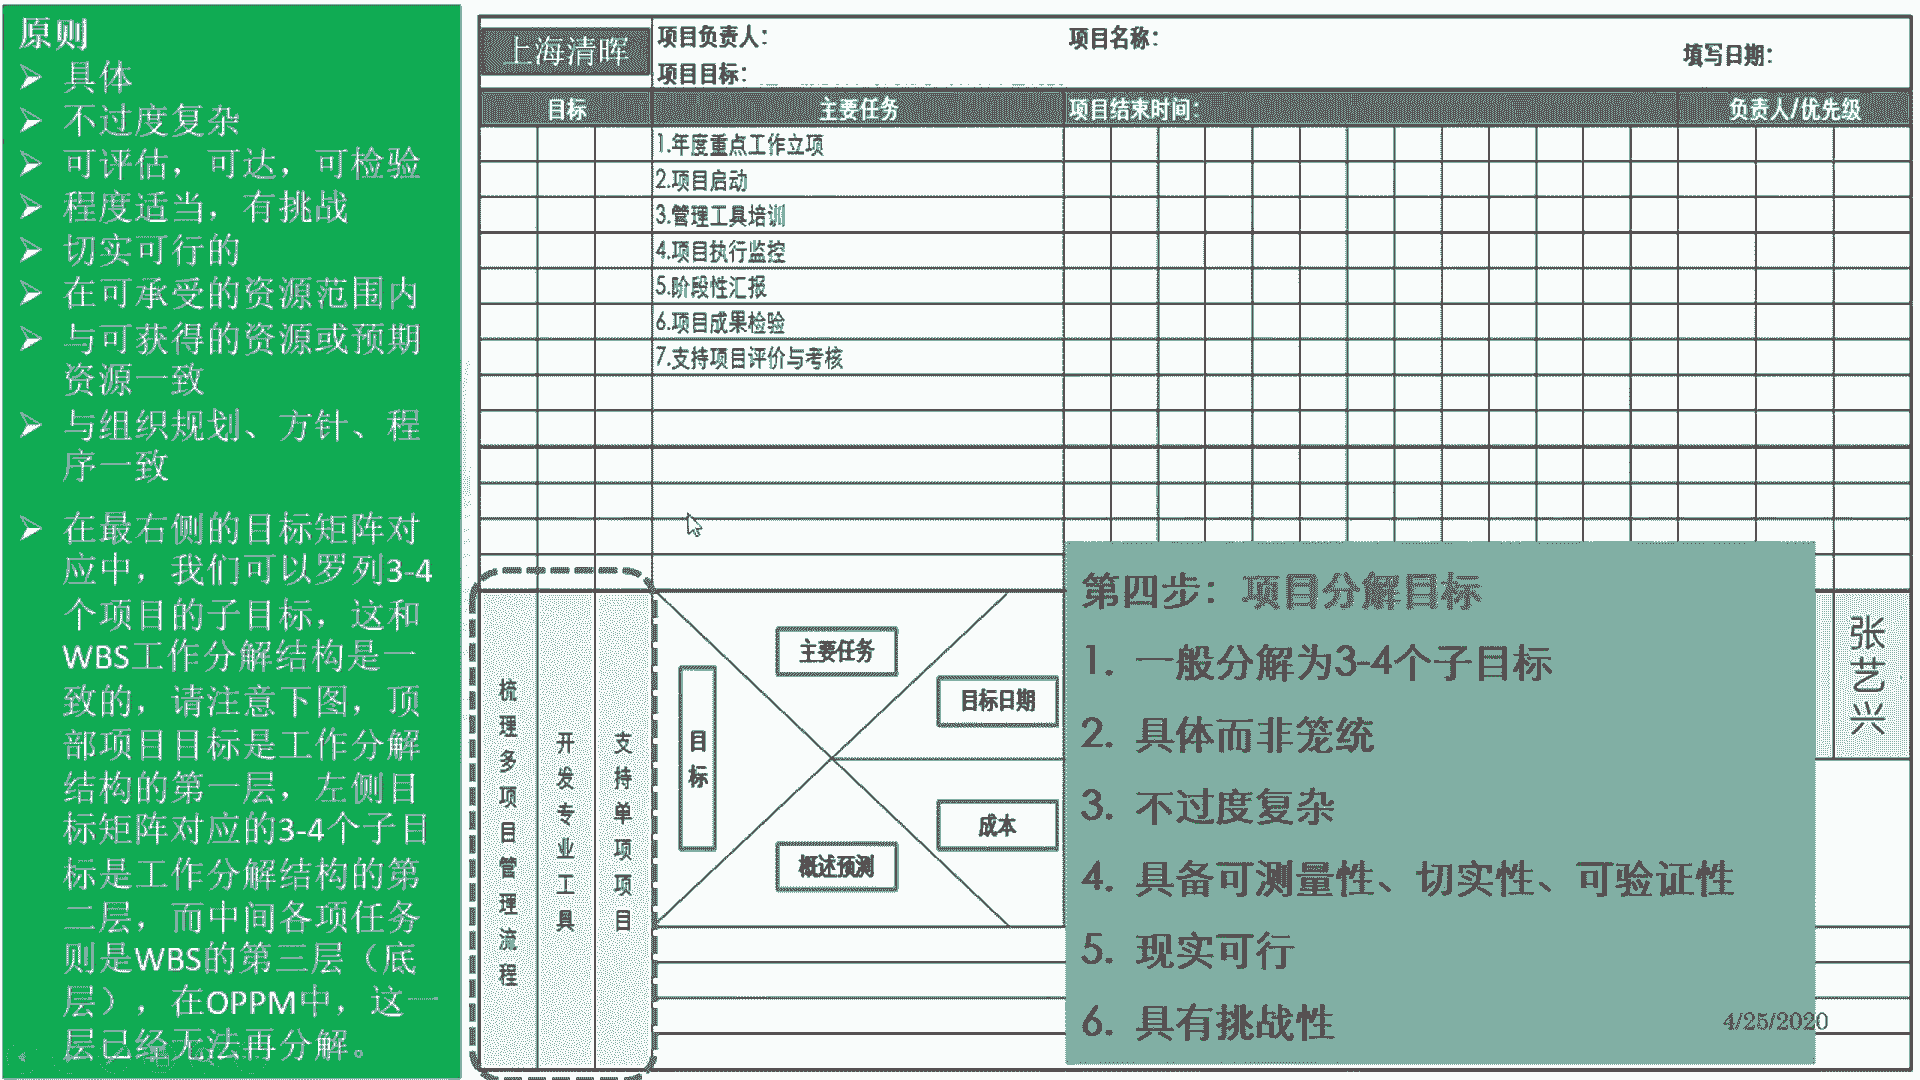 原则
具体
不过度复杂
可评估，可达，可检验
程度适当，有挑战
切实可行的
在可承受的资源范围内
与可获得的资源或预期
资源一致
与组织规划、方针、程
序一致
在最右侧的目标矩阵对
应中，我们可以罗列3-4
个项目的子目标，这和
WBS工作分解结构是一
致的，请注意下图，顶
部项目目标是工作分解
结构的第一层，左侧目
标矩阵对应的3-4个子目
标是工作分解结构的第
二层，而中间各项任务
则是WBS的第三层（底
层），在OPPM中，这一
层已经无法再分解。
上海清晖
项目负责人：
项目名称：
填写日期：
项目目标：
目标
主要任务
项目结束时间：
负责人/优先级
1.年度重点工作立项
2.项目启动
3.管理工具培训
4.项目执行监控
5.阶段性汇报
6.项目成果检验
7.支持项目评价与考核
梳理多项目管理流程
开发专业工具
支持单项项目
主要任务
目标日期
目标
成本
概述预测
第四步：项目分解目标
1. 一般分解为3-4个子目标
2. 具体而非笼统
3. 不过度复杂
4. 具备可测量性、切实性、可验证性
5. 现实可行
6. 具有挑战性
张艺兴
4/25/2020